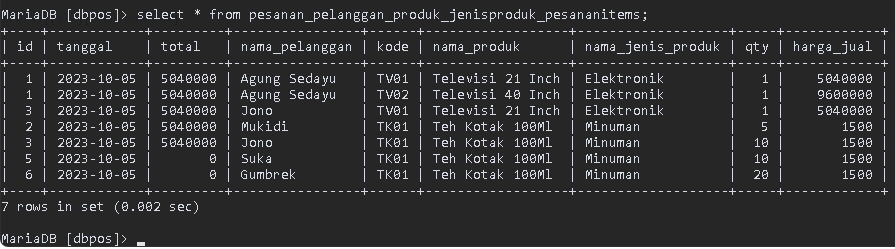 MariaDB [dbpos]> select * from pesanan_pelanggan_produk_jenisproduk_pesananitems;
+----+------------+---------+----------------+------+------------------+-------------------+-----+------------+
| id | tanggal    | total   | nama_pelanggan | kode | nama_produk      | nama_jenis_produk | qty | harga_jual |
+----+------------+---------+----------------+------+------------------+-------------------+-----+------------+
|  1 | 2023-10-05 | 5040000 | Agung Sedayu   | TV01 | Televisi 21 Inch | Elektronik        |   1 |    5040000 |
|  1 | 2023-10-05 | 5040000 | Agung Sedayu   | TV02 | Televisi 40 Inch | Elektronik        |   1 |    9600000 |
|  3 | 2023-10-05 | 5040000 | Jono           | TV01 | Televisi 21 Inch | Elektronik        |   1 |    5040000 |
|  2 | 2023-10-05 | 5040000 | Mukidi         | TK01 | Teh Kotak 100Ml  | Minuman           |   5 |       1500 |
|  3 | 2023-10-05 | 5040000 | Jono           | TK01 | Teh Kotak 100Ml  | Minuman           |  10 |       1500 |
|  5 | 2023-10-05 |       0 | Suka           | TK01 | Teh Kotak 100Ml  | Minuman           |  10 |       1500 |
|  6 | 2023-10-05 |       0 | Gumbrek        | TK01 | Teh Kotak 100Ml  | Minuman           |  20 |       1500 |
+----+------------+---------+----------------+------+------------------+-------------------+-----+------------+
7 rows in set (0.002 sec)
MariaDB [dbpos]>